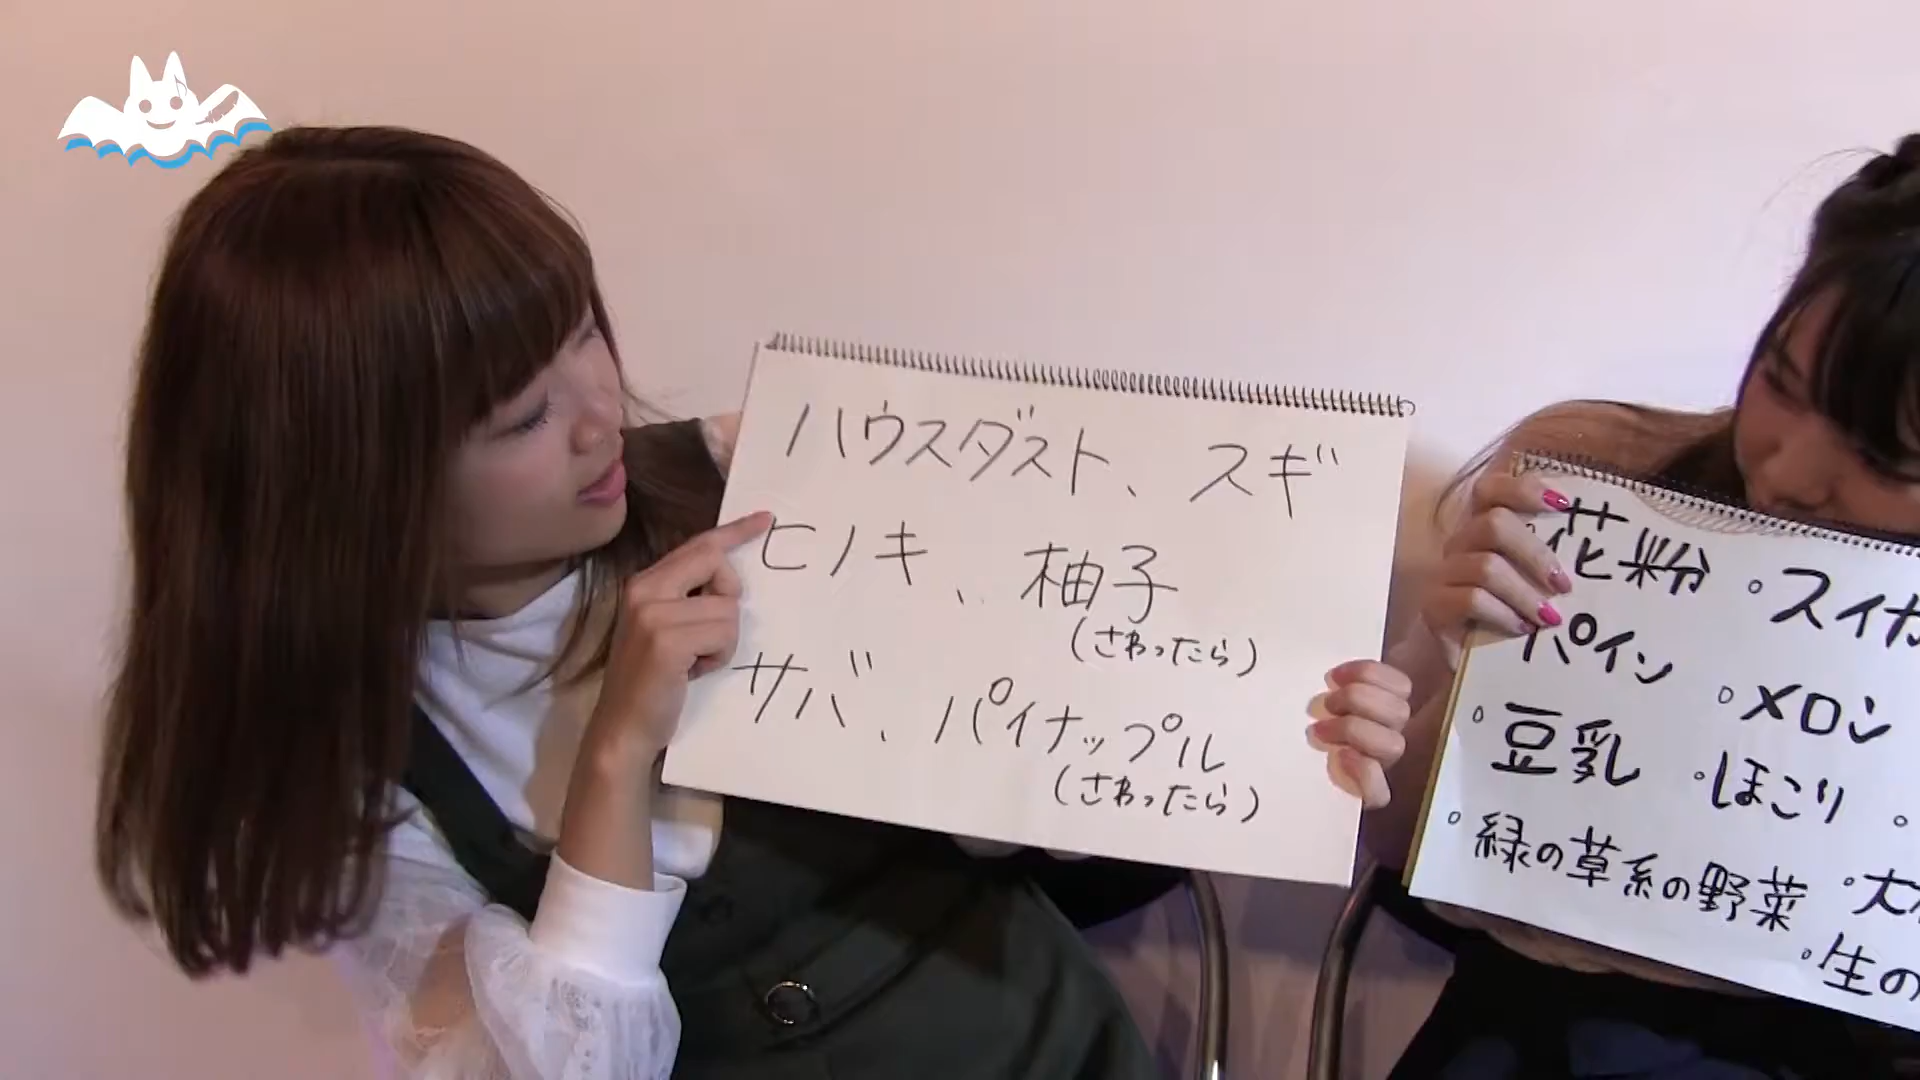 ハウスダスト、スギ
ヒノキ、柚子
(さわったら)
サバ、パイナップル
(さわったら)
花粉 ・スイカ
パイン ・メロン
・豆乳 ・ほこり ・
・緑の草系の野菜 ・大
・生の